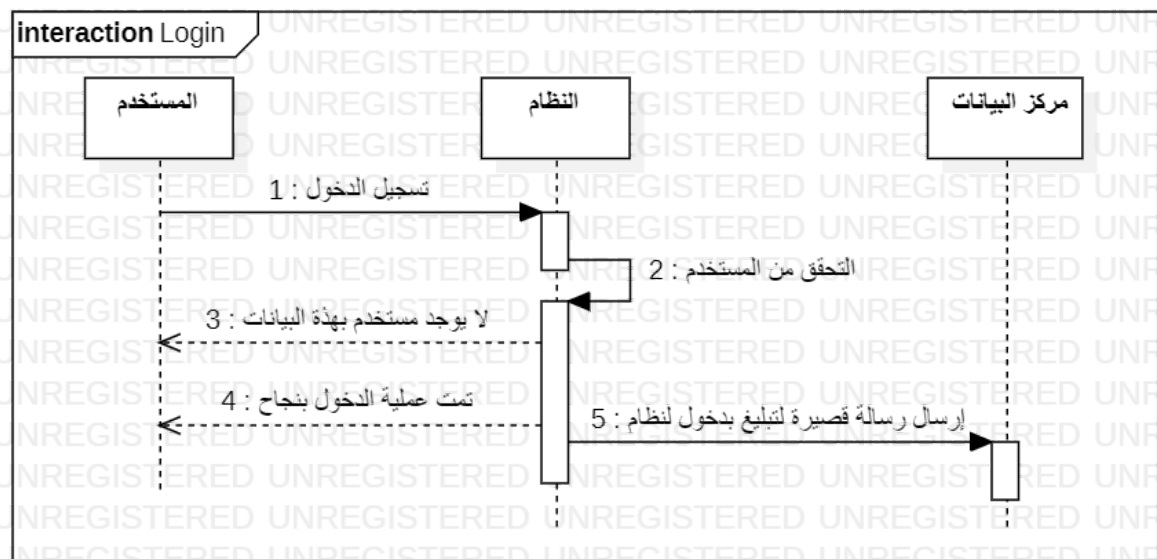 interaction Login
المستخدم
النظام
مركز البيانات
1 : تسجيل الدخول
2 : التحقق من المستخدم
3 : لا يوجد مستخدم بهذة البيانات
4 : تمت عملية الدخول بنجاح
5 : إرسال رسالة قصيرة لتبليغ بدخول لنظام
UNREGISTERED